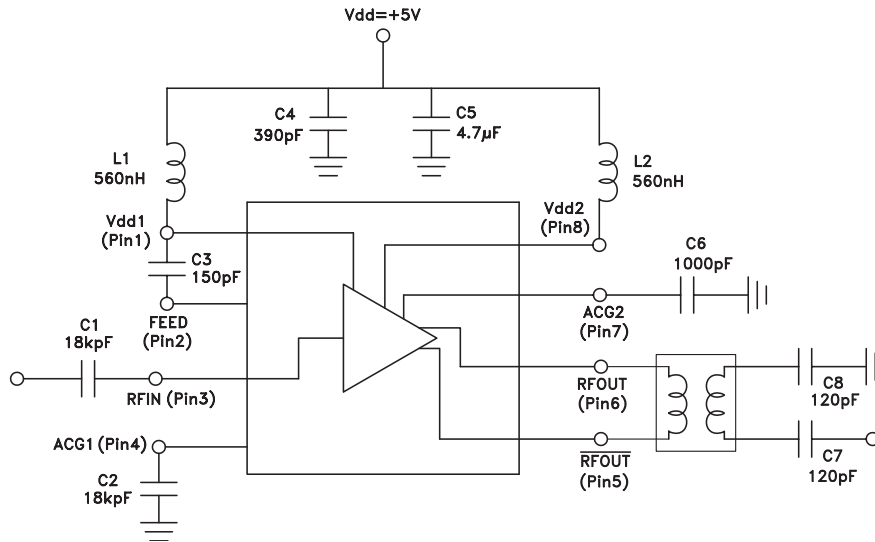 Vdd=+5V
C4
390pF
C5
4.7µF
L1
560nH
L2
560nH
Vdd1
(Pin1)
Vdd2
(Pin8)
C3
150pF
C6
1000pF
FEED
(Pin2)
ACG2
(Pin7)
C1
18kpF
RFIN (Pin3)
RFOUT
(Pin6)
C8
120pF
ACG1 (Pin4)
C2
18kpF
RFOUT
(Pin5)
C7
120pF